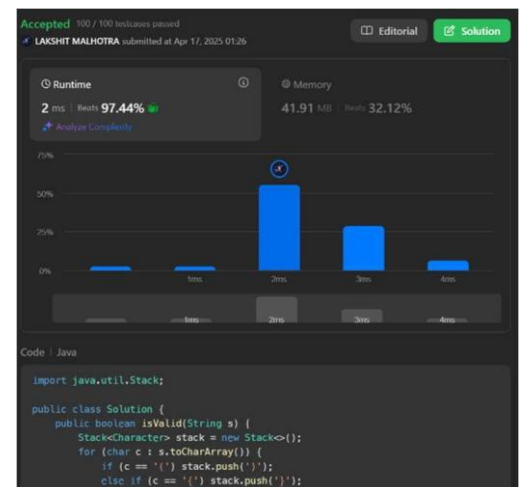 Accepted 100 / 100 testcases passed
LAKSHIT MALHOTRA submitted at Apr 17, 2025 01:26
Editorial
Solution
Runtime
2 ms | Beats 97.44%
Analyze Complexity
Memory
41.91 MB | Beats 32.12%
75%
50%
25%
0%
1ms 2ms 3ms 4ms
1ms 2ms 3ms 4ms
Code | Java
import java.util.Stack;
public class Solution {
public boolean isValid(String s) {
Stack<Character> stack = new Stack<>();
for (char c : s.toCharArray()) {
if (c == '(') stack.push(')');
else if (c == '{') stack.push('}');